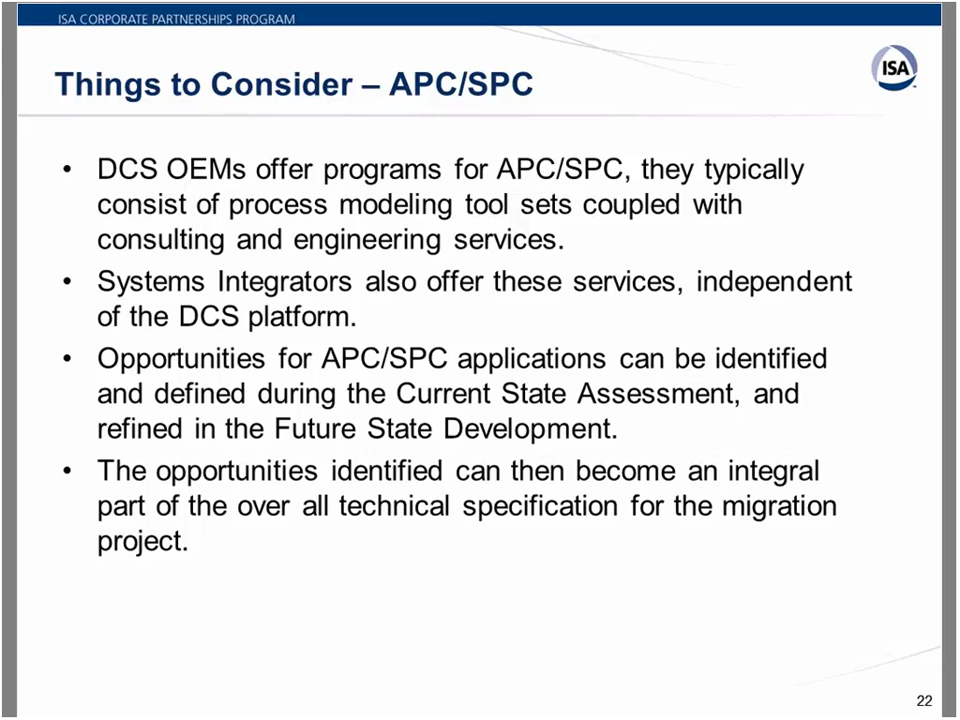 ISA CORPORATE PARTNERSHIPS PROGRAM
Things to Consider – APC/SPC
ISA
• DCS OEMs offer programs for APC/SPC, they typically
consist of process modeling tool sets coupled with
consulting and engineering services.
• Systems Integrators also offer these services, independent
of the DCS platform.
• Opportunities for APC/SPC applications can be identified
and defined during the Current State Assessment, and
refined in the Future State Development.
• The opportunities identified can then become an integral
part of the over all technical specification for the migration
project.
22